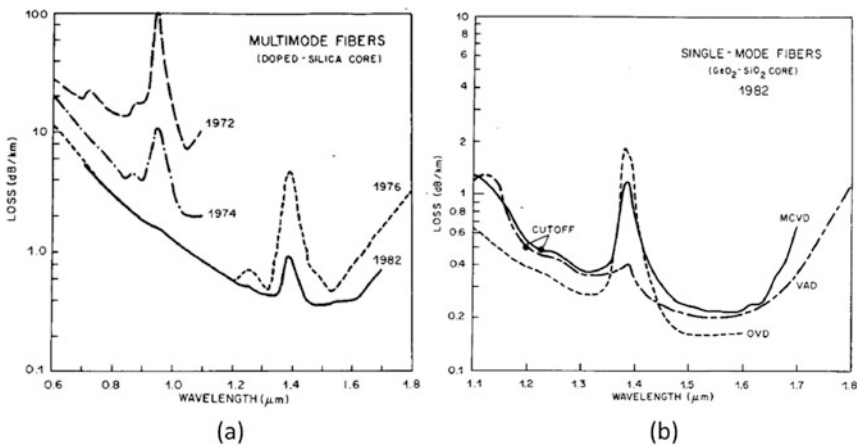 100
MULTIMODE FIBERS
(DOPED-SILICA CORE)
1972
10
1974
1976
LOSS (dB/km)
1.0
1982
0.1
0.6 0.8 1.0 1.2 1.4 1.6 1.8
WAVELENGTH (μm)
(a)
10
8
6
SINGLE-MODE FIBERS
(GeO2-SiO2 CORE)
1982
4
2
LOSS (dB/km)
1
0.8
0.6
CUTOFF
MCVD
0.4
VAD
0.2
OVD
0.1
1.1 1.2 1.3 1.4 1.5 1.6 1.7 1.8
WAVELENGTH (μm)
(b)